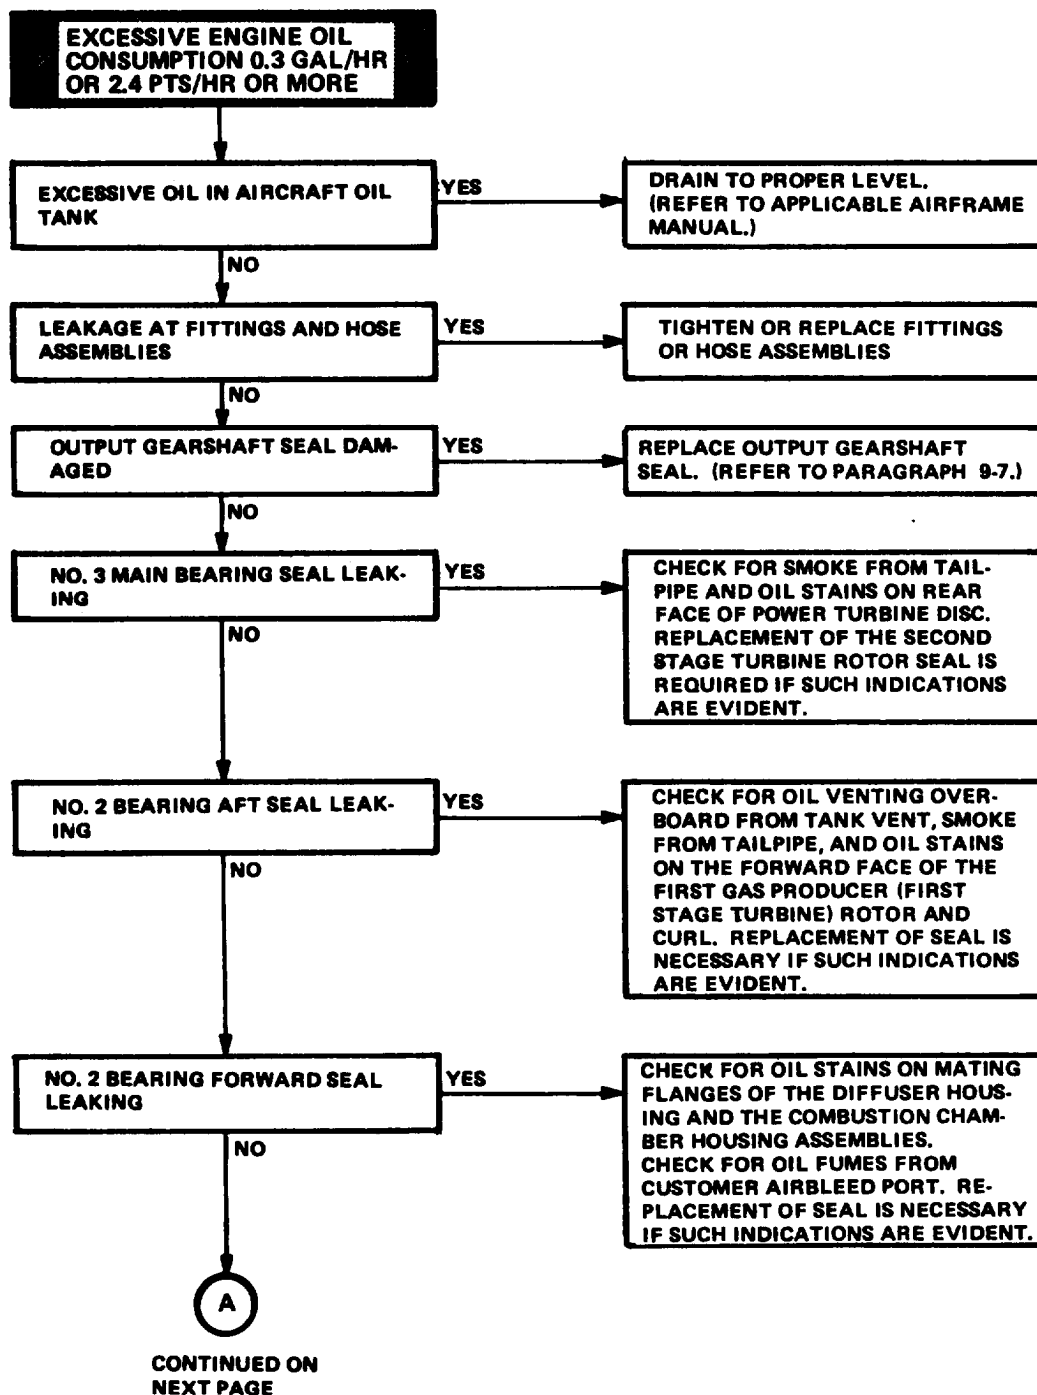 EXCESSIVE ENGINE OIL
CONSUMPTION 0.3 GAL/HR
OR 2.4 PTS/HR OR MORE
EXCESSIVE OIL IN AIRCRAFT OIL
TANK
YES
DRAIN TO PROPER LEVEL.
(REFER TO APPLICABLE AIRFRAME
MANUAL.)
NO
LEAKAGE AT FITTINGS AND HOSE
ASSEMBLIES
YES
TIGHTEN OR REPLACE FITTINGS
OR HOSE ASSEMBLIES
NO
OUTPUT GEARSHAFT SEAL DAM-
AGED
YES
REPLACE OUTPUT GEARSHAFT
SEAL. (REFER TO PARAGRAPH 9-7.)
NO
NO. 3 MAIN BEARING SEAL LEAK-
ING
YES
CHECK FOR SMOKE FROM TAIL-
PIPE AND OIL STAINS ON REAR
FACE OF POWER TURBINE DISC.
REPLACEMENT OF THE SECOND
STAGE TURBINE ROTOR SEAL IS
REQUIRED IF SUCH INDICATIONS
ARE EVIDENT.
NO
NO. 2 BEARING AFT SEAL LEAK-
ING
YES
CHECK FOR OIL VENTING OVER-
BOARD FROM TANK VENT, SMOKE
FROM TAILPIPE, AND OIL STAINS
ON THE FORWARD FACE OF THE
FIRST GAS PRODUCER (FIRST
STAGE TURBINE) ROTOR AND
CURL. REPLACEMENT OF SEAL IS
NECESSARY IF SUCH INDICATIONS
ARE EVIDENT.
NO
NO. 2 BEARING FORWARD SEAL
LEAKING
YES
CHECK FOR OIL STAINS ON MATING
FLANGES OF THE DIFFUSER HOUS-
ING AND THE COMBUSTION CHAM-
BER HOUSING ASSEMBLIES.
CHECK FOR OIL FUMES FROM
CUSTOMER AIRBLEED PORT. RE-
PLACEMENT OF SEAL IS NECESSARY
IF SUCH INDICATIONS ARE EVIDENT.
NO
A
CONTINUED ON
NEXT PAGE